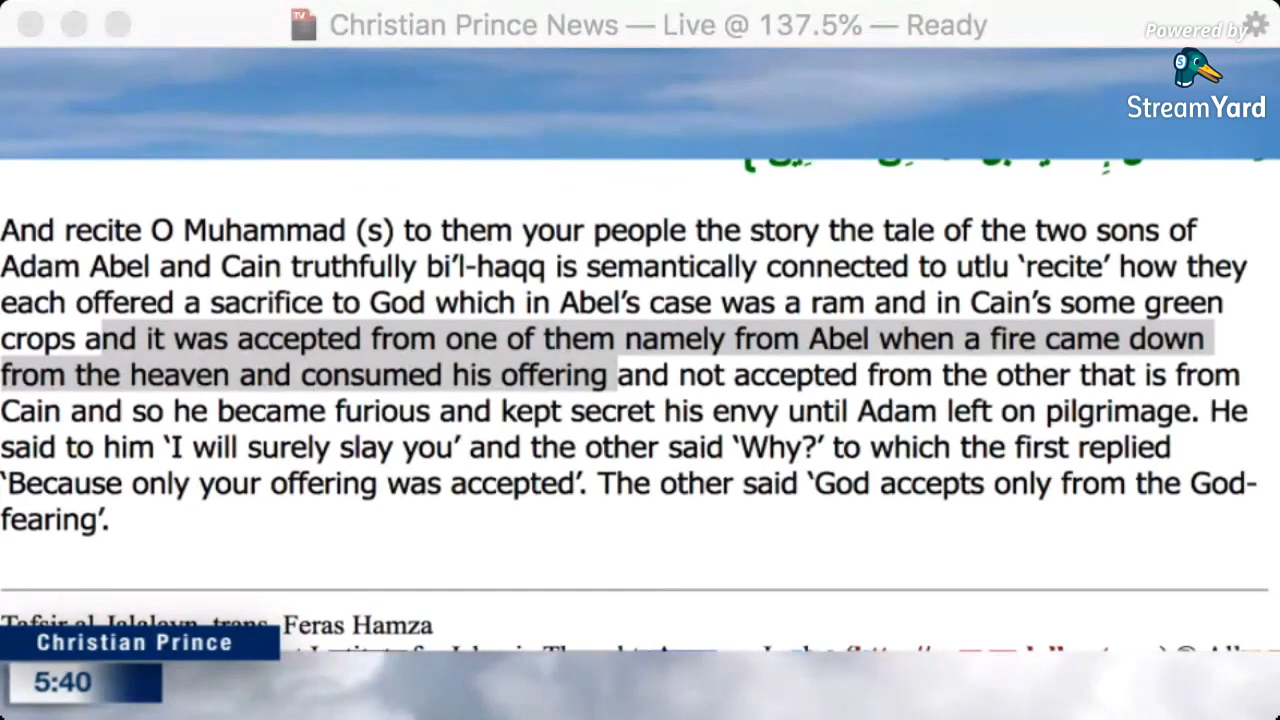 Christian Prince News — Live @ 137.5% — Ready
Powered by
StreamYard
And recite O Muhammad (s) to them your people the story the tale of the two sons of
Adam Abel and Cain truthfully bi’l-haqq is semantically connected to utlu ‘recite’ how they
each offered a sacrifice to God which in Abel’s case was a ram and in Cain’s some green
crops and it was accepted from one of them namely from Abel when a fire came down
from the heaven and consumed his offering and not accepted from the other that is from
Cain and so he became furious and kept secret his envy until Adam left on pilgrimage. He
said to him ‘I will surely slay you’ and the other said ‘Why?’ to which the first replied
‘Because only your offering was accepted’. The other said ‘God accepts only from the God-
fearing’.
Tafsir al-Jalalayn, trans. Feras Hamza
Christian Prince
5:40